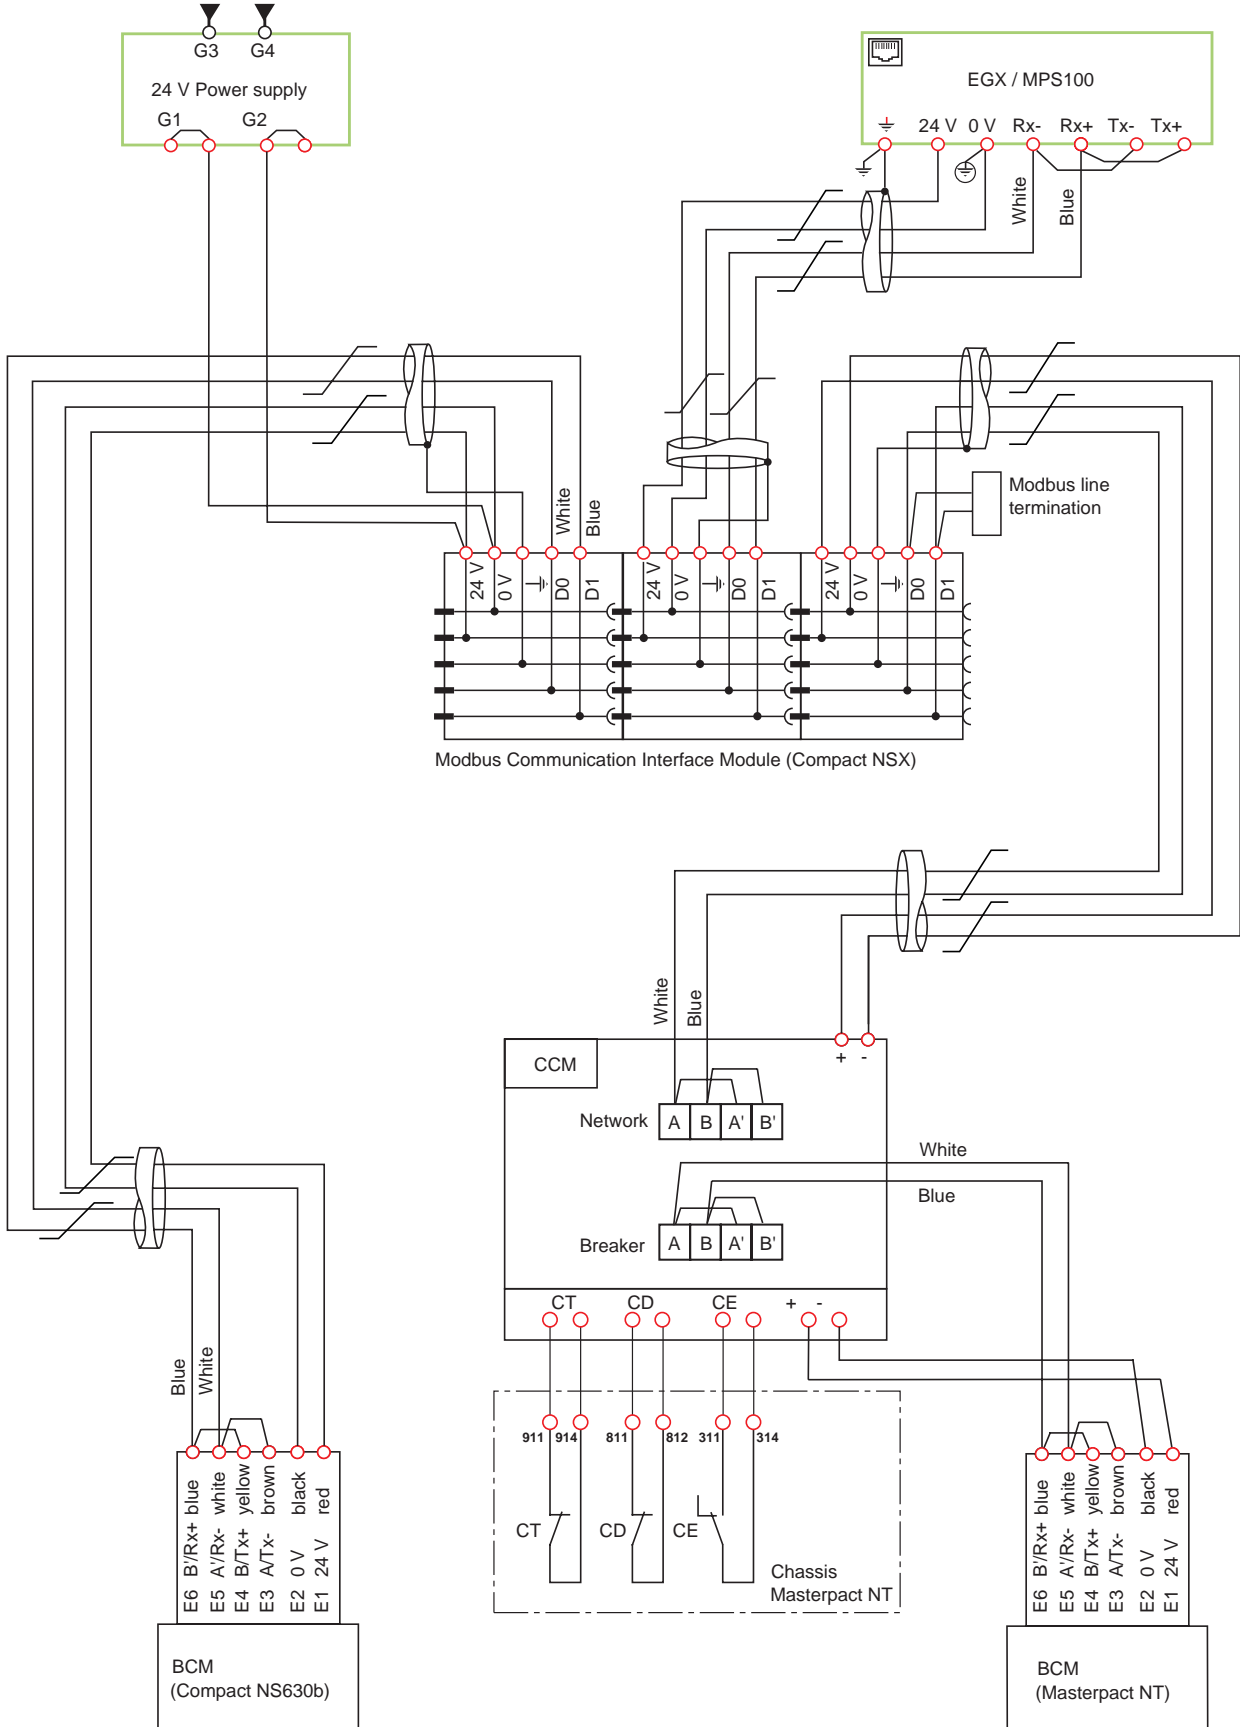 G3 G4
24 V Power supply
G1 G2
EGX / MPS100
24 V 0 V Rx- Rx+ Tx- Tx+
White
Blue
White
Blue
Modbus line
termination
24 V 0 V D0 D1
24 V 0 V D0 D1
24 V 0 V D0 D1
Modbus Communication Interface Module (Compact NSX)
White
Blue
+ -
CCM
Network A B A' B'
White
Blue
Breaker A B A' B'
CT CD CE + -
911 914 811 812 311 314
CT CD CE
Chassis
Masterpact NT
Blue
White
E6 B'/Rx+ blue
E5 A'/Rx- white
E4 B/Tx+ yellow
E3 A/Tx- brown
E2 0 V black
E1 24 V red
BCM
(Compact NS630b)
E6 B'/Rx+ blue
E5 A'/Rx- white
E4 B/Tx+ yellow
E3 A/Tx- brown
E2 0 V black
E1 24 V red
BCM
(Masterpact NT)